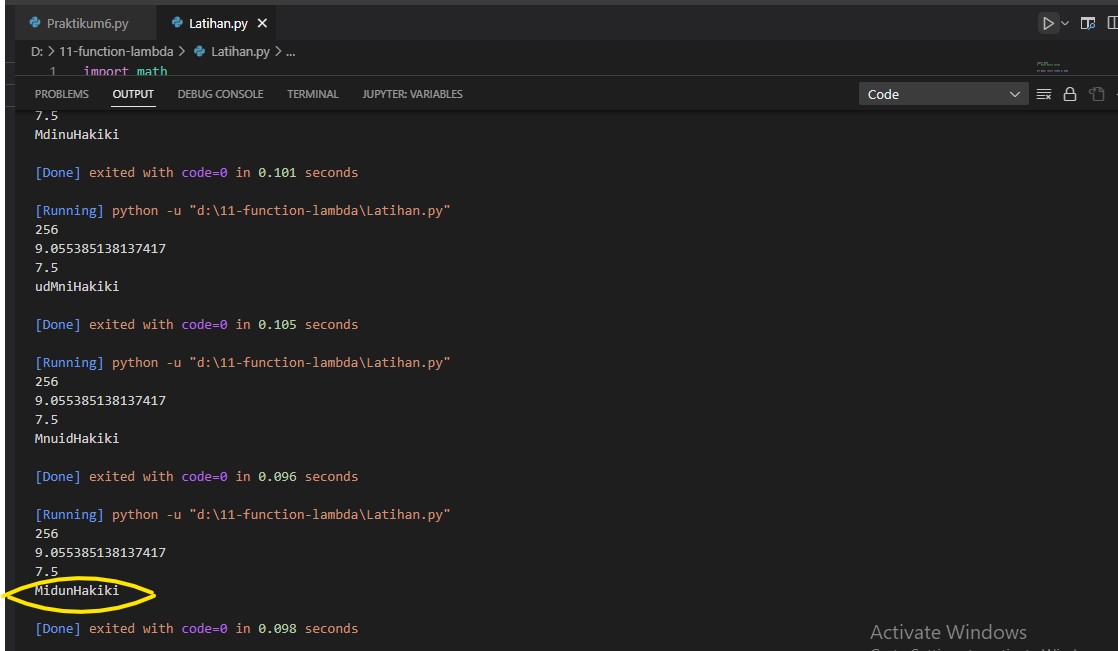 Praktikum6.py Latihan.py
D: > 11-function-lambda > Latihan.py > ...
1 import math
PROBLEMS OUTPUT DEBUG CONSOLE TERMINAL JUPYTER: VARIABLES Code
7.5
MdinuHakiki
[Done] exited with code=0 in 0.101 seconds
[Running] python -u "d:\11-function-lambda\Latihan.py"
256
9.055385138137417
7.5
udMniHakiki
[Done] exited with code=0 in 0.105 seconds
[Running] python -u "d:\11-function-lambda\Latihan.py"
256
9.055385138137417
7.5
MnuidHakiki
[Done] exited with code=0 in 0.096 seconds
[Running] python -u "d:\11-function-lambda\Latihan.py"
256
9.055385138137417
7.5
MidunHakiki
[Done] exited with code=0 in 0.098 seconds
Activate Windows